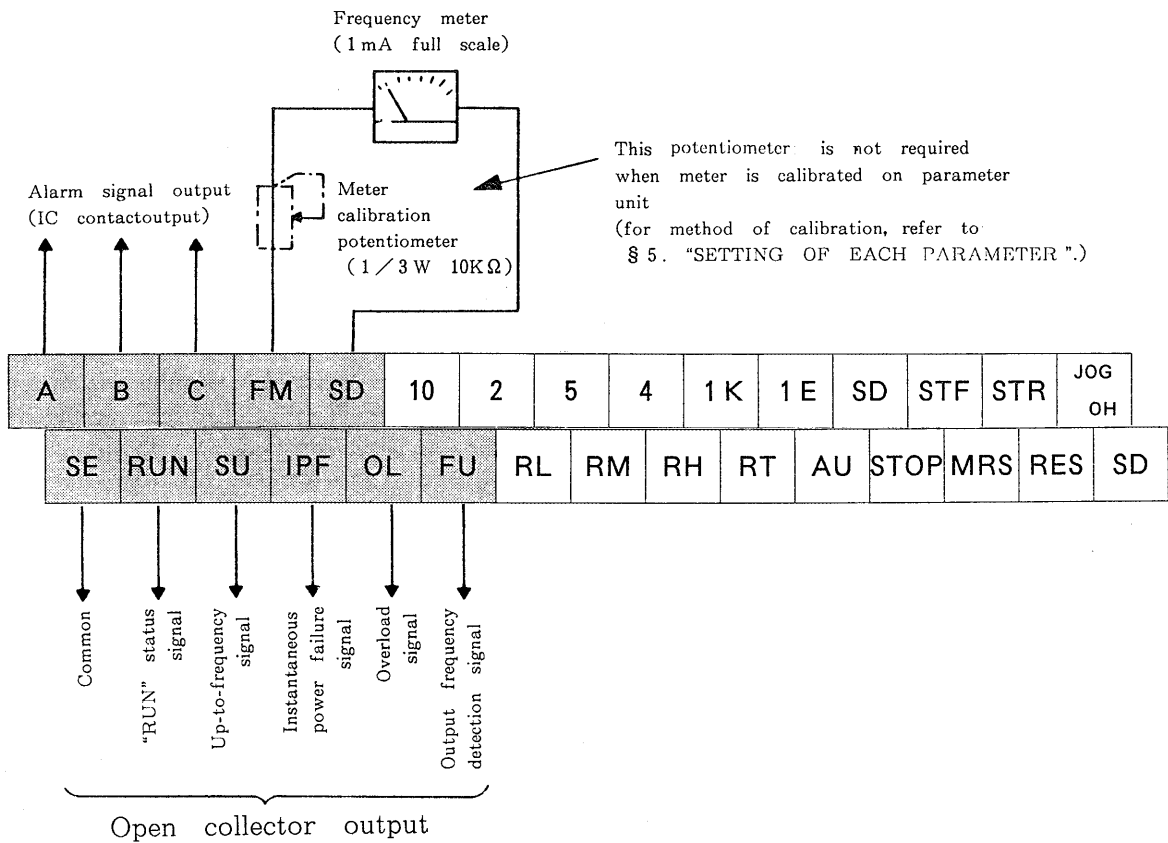 Frequency meter
(1mA full scale)
This potentiometer is not required
when meter is calibrated on parameter
unit
(for method of calibration, refer to
§5. “SETTING OF EACH PARAMETER”.)
Alarm signal output
(IC contactoutput)
Meter
calibration
potentiometer
(1／3W 10KΩ)
A B C FM SD 10 2 5 4 1K 1E SD STF STR JOG OH
SE RUN SU IPF OL FU RL RM RH RT AU STOP MRS RES SD
Common
“RUN” status
signal
Up-to-frequency
signal
Instantaneous
power failure
signal
Overload
signal
Output frequency
detection signal
Open collector output